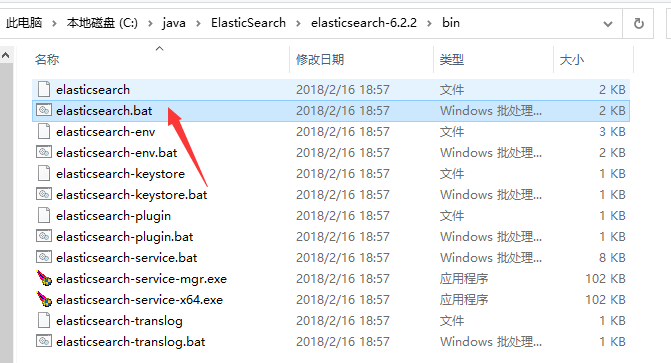 此电脑 > 本地磁盘 (C:) > java > ElasticSearch > elasticsearch-6.2.2 > bin
名称 修改日期 类型 大小
elasticsearch 2018/2/16 18:57 文件 2 KB
elasticsearch.bat 2018/2/16 18:57 Windows 批处理... 2 KB
elasticsearch-env 2018/2/16 18:57 文件 3 KB
elasticsearch-env.bat 2018/2/16 18:57 Windows 批处理... 2 KB
elasticsearch-keystore 2018/2/16 18:57 文件 1 KB
elasticsearch-keystore.bat 2018/2/16 18:57 Windows 批处理... 1 KB
elasticsearch-plugin 2018/2/16 18:57 文件 1 KB
elasticsearch-plugin.bat 2018/2/16 18:57 Windows 批处理... 1 KB
elasticsearch-service.bat 2018/2/16 18:57 Windows 批处理... 8 KB
elasticsearch-service-mgr.exe 2018/2/16 18:57 应用程序 102 KB
elasticsearch-service-x64.exe 2018/2/16 18:57 应用程序 102 KB
elasticsearch-translog 2018/2/16 18:57 文件 1 KB
elasticsearch-translog.bat 2018/2/16 18:57 Windows 批处理... 1 KB